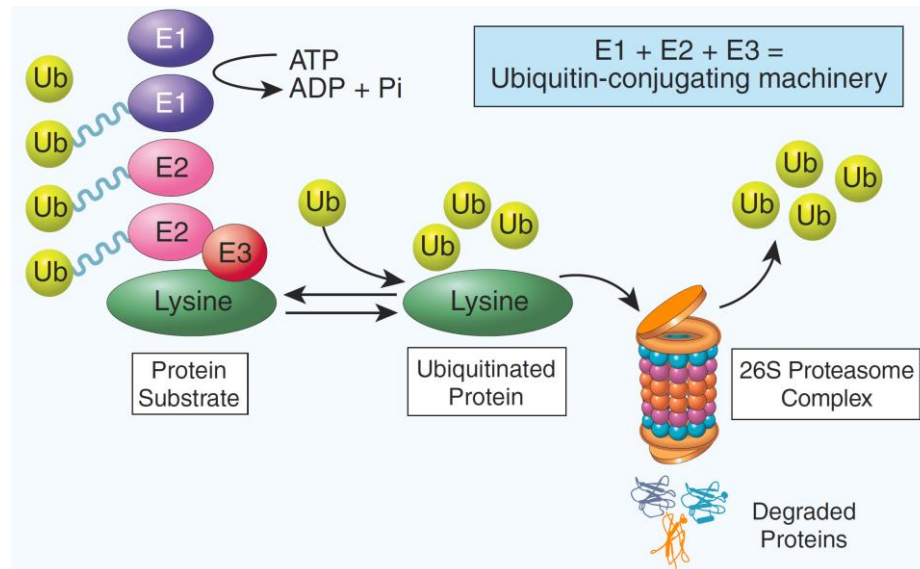 E1
ATP
ADP + Pi
E1 + E2 + E3 =
Ubiquitin-conjugating machinery
Ub
E1
Ub
E2
Ub
E2
E3
Ub
Lysine
Protein
Substrate
Ub
Ub
Ub
Ub
Lysine
Ubiquitinated
Protein
Ub
Ub
Ub
Ub
26S Proteasome
Complex
Degraded
Proteins